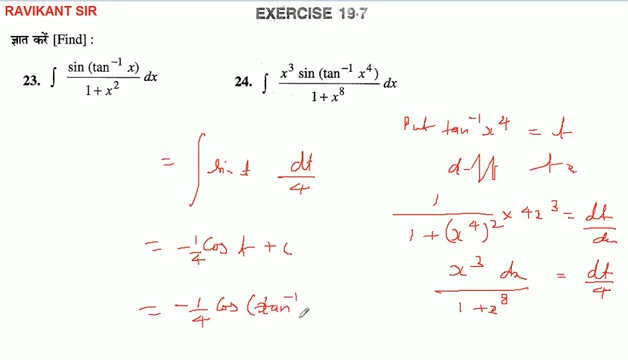 RAVIKANT SIR
EXERCISE 19·7
ज्ञात करें [Find] :
23. ∫ sin (tan⁻¹ x) / 1 + x² dx
24. ∫ x³ sin (tan⁻¹ x⁴) / 1 + x⁸ dx
Put tan⁻¹ x⁴ = t
= ∫ sin t dt/4
1 / 1 + (x⁴)² × 4x³ = dt/dx
= -1/4 cos t + c
x³ dx / 1 + x⁸ = dt/4
= -1/4 cos (tan⁻¹